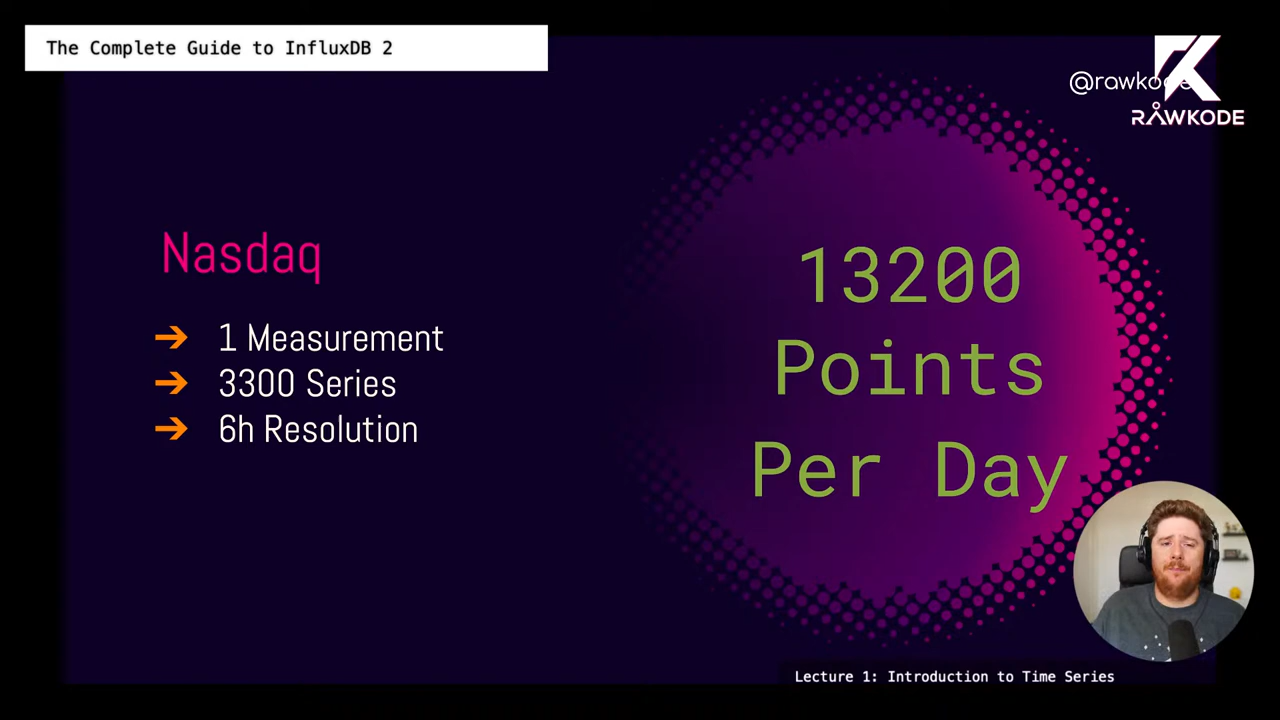 The Complete Guide to InfluxDB 2
@rawkode
RAWKODE
Nasdaq
➔ 1 Measurement
➔ 3300 Series
➔ 6h Resolution
13200
Points
Per Day
Lecture 1: Introduction to Time Series